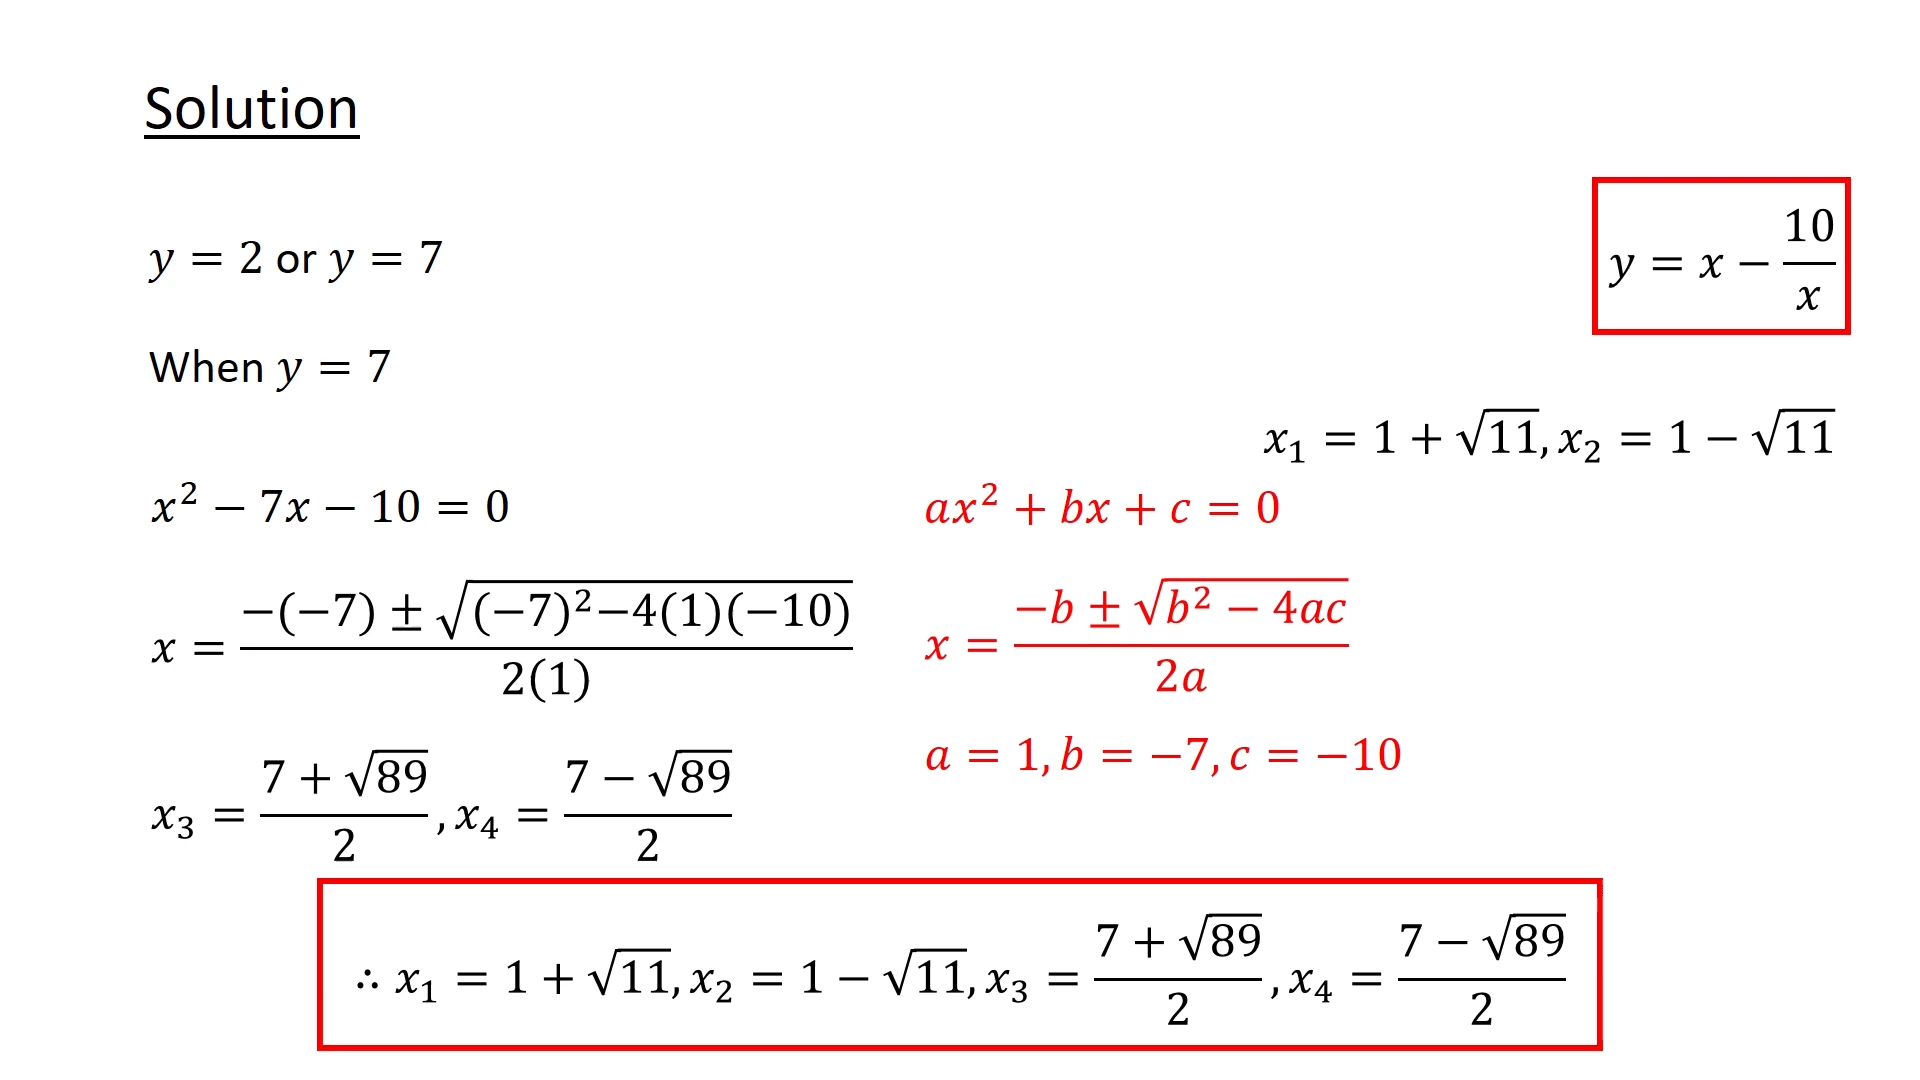 Solution
y = 2 or y = 7
y = x − 10/x
When y = 7
x₁ = 1 + √11, x₂ = 1 − √11
x² − 7x − 10 = 0
ax² + bx + c = 0
x = (−(−7) ± √((−7)²−4(1)(−10)))/(2(1))
x = (−b ± √(b² − 4ac))/(2a)
a = 1, b = −7, c = −10
x₃ = (7 + √89)/2, x₄ = (7 − √89)/2
∴ x₁ = 1 + √11, x₂ = 1 − √11, x₃ = (7 + √89)/2, x₄ = (7 − √89)/2